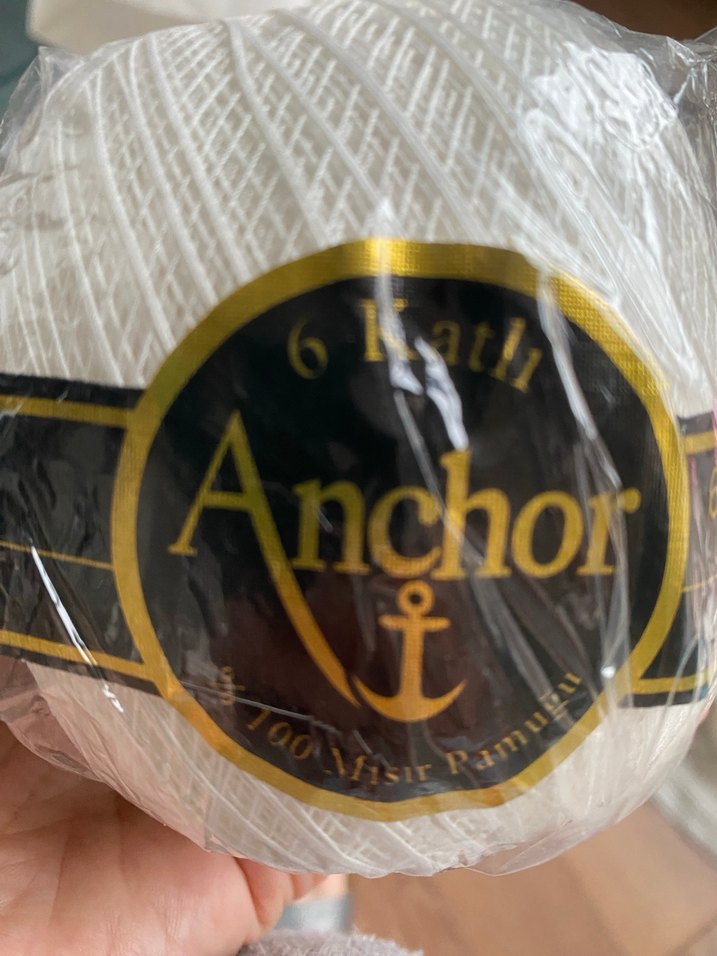 6 Katlı
Anchor
% 100 Mısır Pamuğu